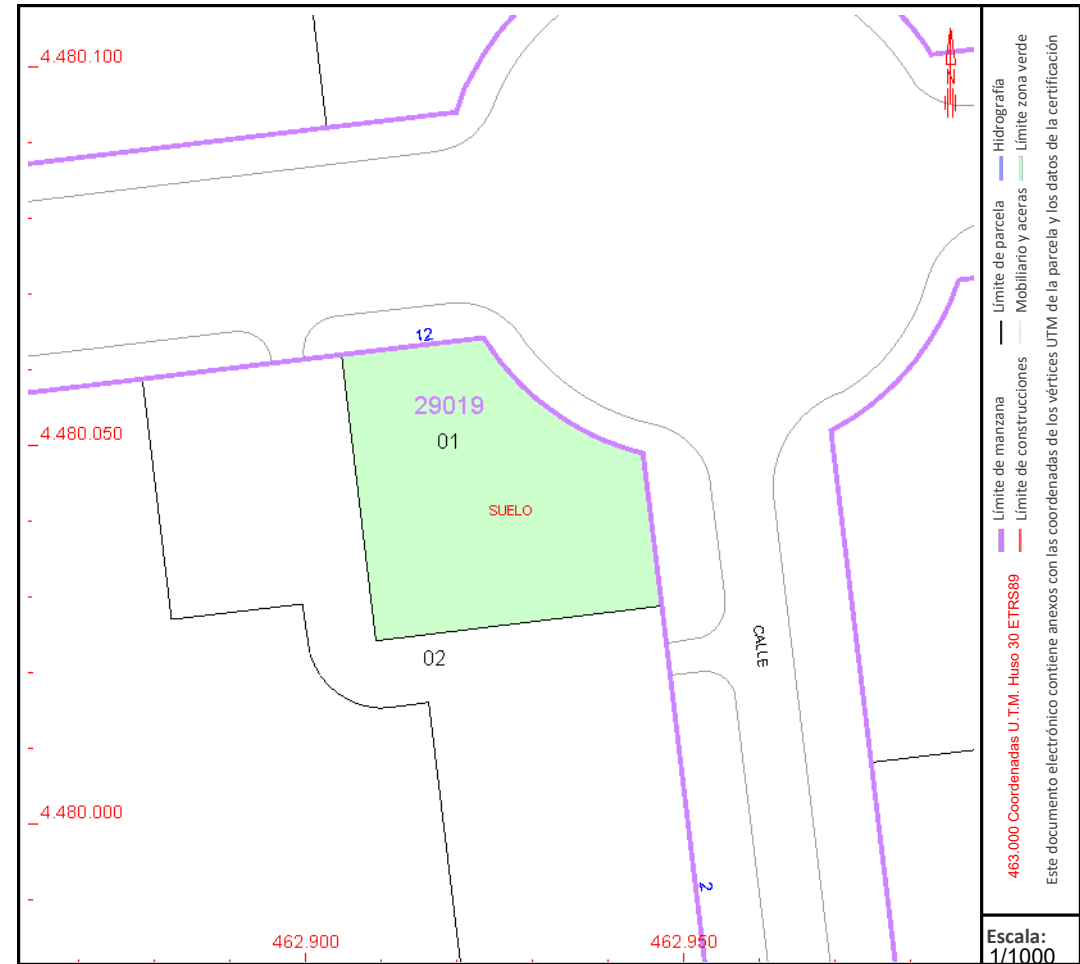 4.480.100
12
29019
4.480.050
01
SUELO
CALLE
02
4.480.000
2
462.900
462.950
N
463.000 Coordenadas U.T.M. Huso 30 ETRS89
Límite de manzana
Límite de parcela
Hidrografía
Límite de construcciones
Mobiliario y aceras
Límite zona verde
Este documento electrónico contiene anexos con las coordenadas de los vértices UTM de la parcela y los datos de la certificación
Escala:
1/1000